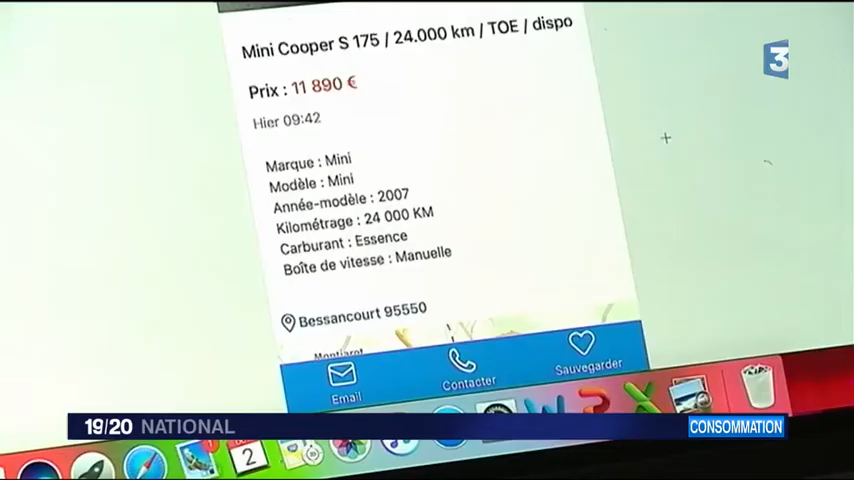 Mini Cooper S 175 / 24.000 km / TOE / dispo
3
Prix : 11 890 €
Hier 09:42
Marque : Mini
Modèle : Mini
Année-modèle : 2007
Kilométrage : 24 000 KM
Carburant : Essence
Boîte de vitesse : Manuelle
Bessancourt 95550
Email
Contacter
Sauvegarder
19/20 NATIONAL
CONSOMMATION
2